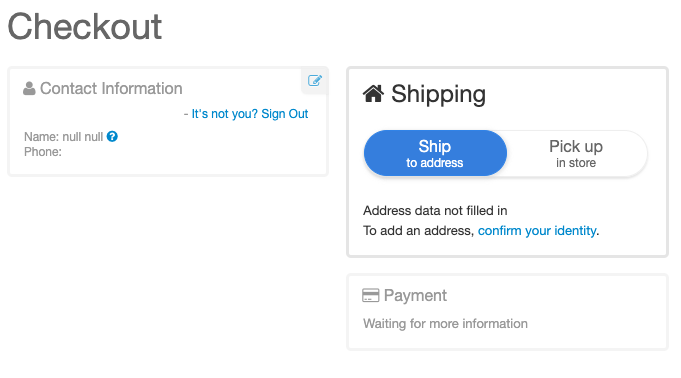 Checkout
Contact Information
- It's not you? Sign Out
Name: null null
Phone:
Shipping
Ship
to address
Pick up
in store
Address data not filled in
To add an address, confirm your identity.
Payment
Waiting for more information